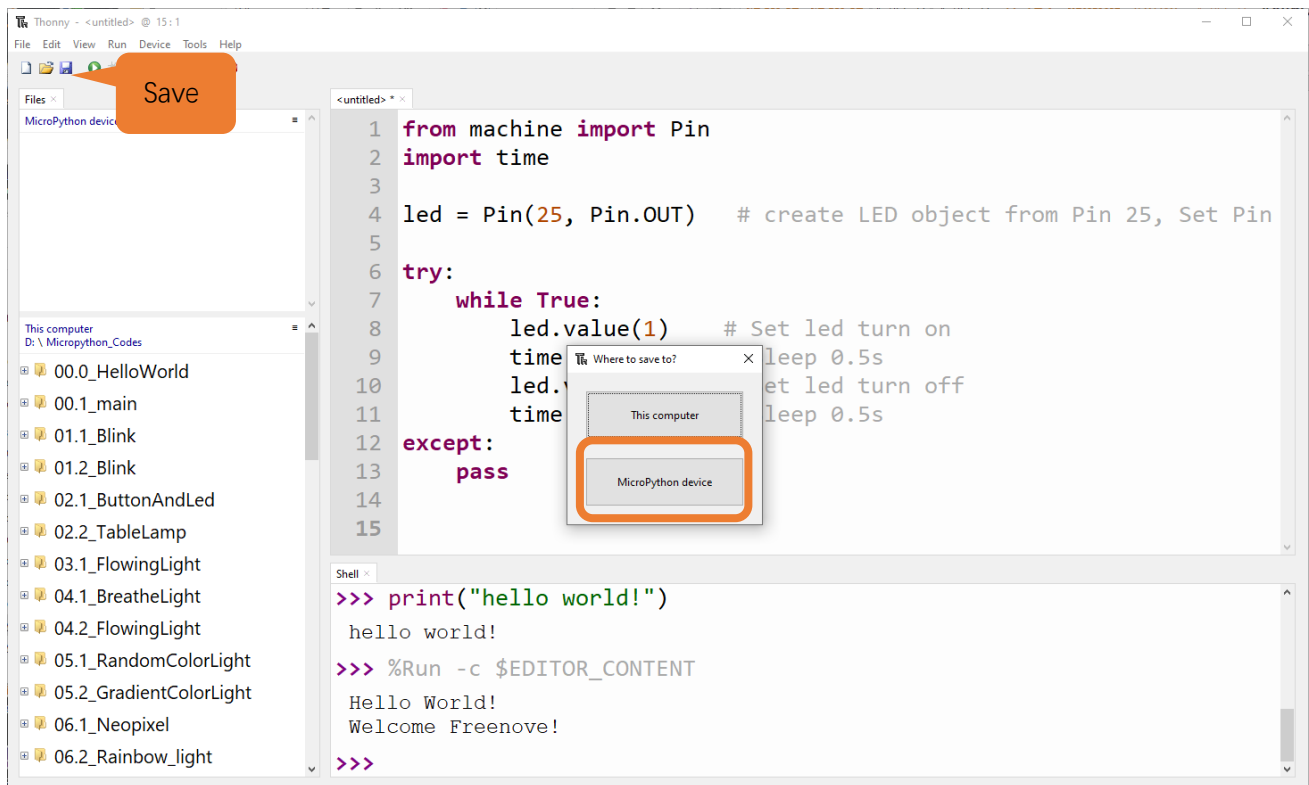 Thonny - <untitled> @ 15:1
File Edit View Run Device Tools Help
Save
Files
MicroPython devic
This computer
D: \ Micropython_Codes
00.0_HelloWorld
00.1_main
01.1_Blink
01.2_Blink
02.1_ButtonAndLed
02.2_TableLamp
03.1_FlowingLight
04.1_BreatheLight
04.2_FlowingLight
05.1_RandomColorLight
05.2_GradientColorLight
06.1_Neopixel
06.2_Rainbow_light
<untitled> *
1 from machine import Pin
2 import time
3
4 led = Pin(25, Pin.OUT) # create LED object from Pin 25, Set Pin
5
6 try:
7 while True:
8 led.value(1) # Set led turn on
9 time leep 0.5s
10 led. et led turn off
11 time leep 0.5s
12 except:
13 pass
14
15
Where to save to?
This computer
MicroPython device
Shell
>>> print("hello world!")
hello world!
>>> %Run -c $EDITOR_CONTENT
Hello World!
Welcome Freenove!
>>>